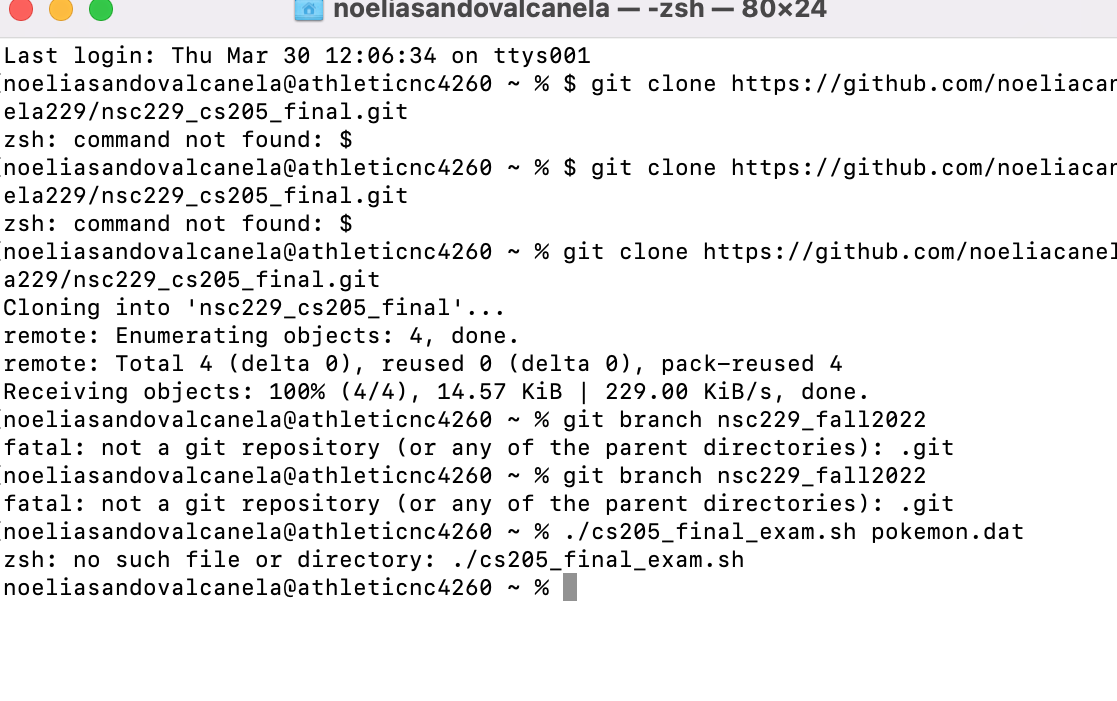 noeliasandovalcanela — -zsh — 80×24
Last login: Thu Mar 30 12:06:34 on ttys001
noeliasandovalcanela@athleticnc4260 ~ % $ git clone https://github.com/noeliacan
ela229/nsc229_cs205_final.git
zsh: command not found: $
noeliasandovalcanela@athleticnc4260 ~ % $ git clone https://github.com/noeliacan
ela229/nsc229_cs205_final.git
zsh: command not found: $
noeliasandovalcanela@athleticnc4260 ~ % git clone https://github.com/noeliacanel
a229/nsc229_cs205_final.git
Cloning into 'nsc229_cs205_final'...
remote: Enumerating objects: 4, done.
remote: Total 4 (delta 0), reused 0 (delta 0), pack-reused 4
Receiving objects: 100% (4/4), 14.57 KiB | 229.00 KiB/s, done.
noeliasandovalcanela@athleticnc4260 ~ % git branch nsc229_fall2022
fatal: not a git repository (or any of the parent directories): .git
noeliasandovalcanela@athleticnc4260 ~ % git branch nsc229_fall2022
fatal: not a git repository (or any of the parent directories): .git
noeliasandovalcanela@athleticnc4260 ~ % ./cs205_final_exam.sh pokemon.dat
zsh: no such file or directory: ./cs205_final_exam.sh
noeliasandovalcanela@athleticnc4260 ~ %